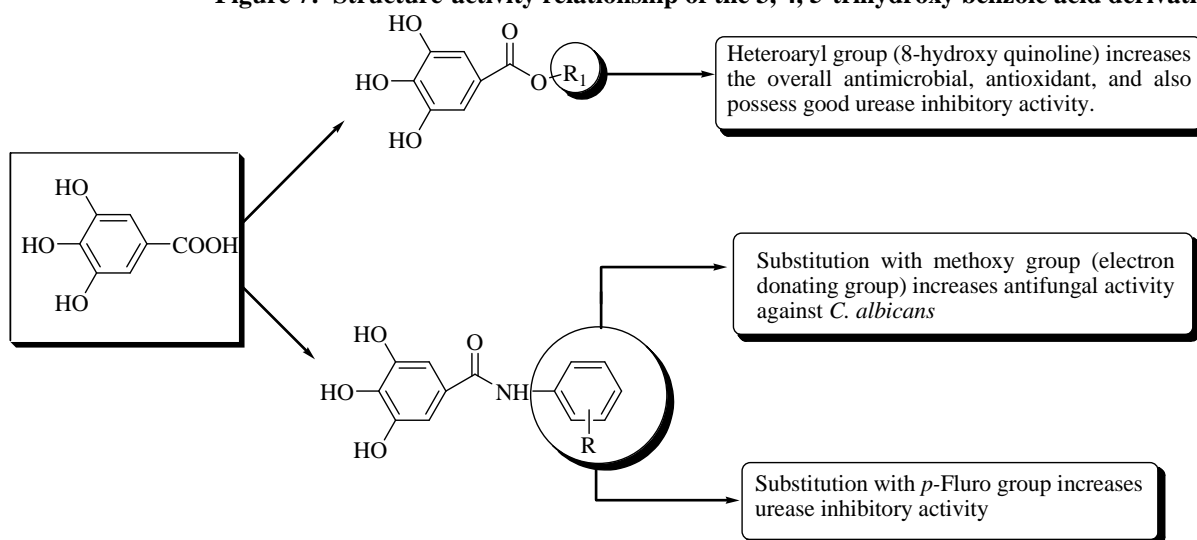 Figure 7. Structure activity relationship of the 3, 4, 5-trihydroxy benzoic acid
HO
HO
HO
O
O
R1
Heteroaryl group (8-hydroxy quinoline) increases
the overall antimicrobial, antioxidant, and also
possess good urease inhibitory activity.
HO
HO
HO
COOH
Substitution with methoxy group (electron
donating group) increases antifungal activity
against C. albicans
HO
HO
HO
O
NH
R
Substitution with p-Fluro group increases
urease inhibitory activity